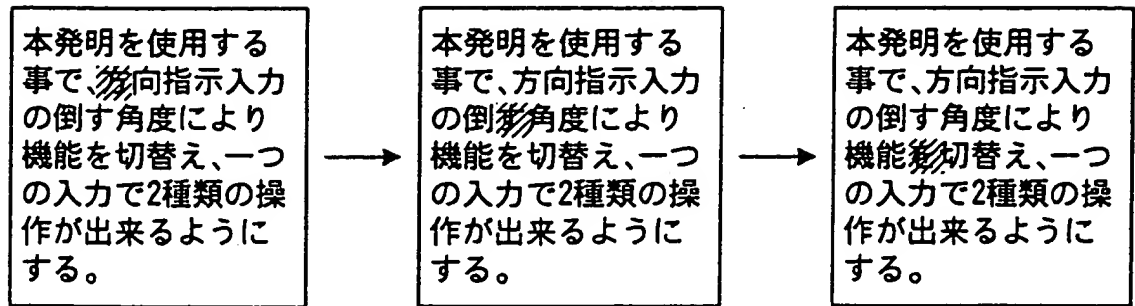 本発明を使用する
事で、方向指示入力
の倒す角度により
機能を切替え、一つ
の入力で2種類の操
作が出来るように
する。
本発明を使用する
事で、方向指示入力
の倒す角度により
機能を切替え、一つ
の入力で2種類の操
作が出来るように
する。
本発明を使用する
事で、方向指示入力
の倒す角度により
機能を切替え、一つ
の入力で2種類の操
作が出来るように
する。